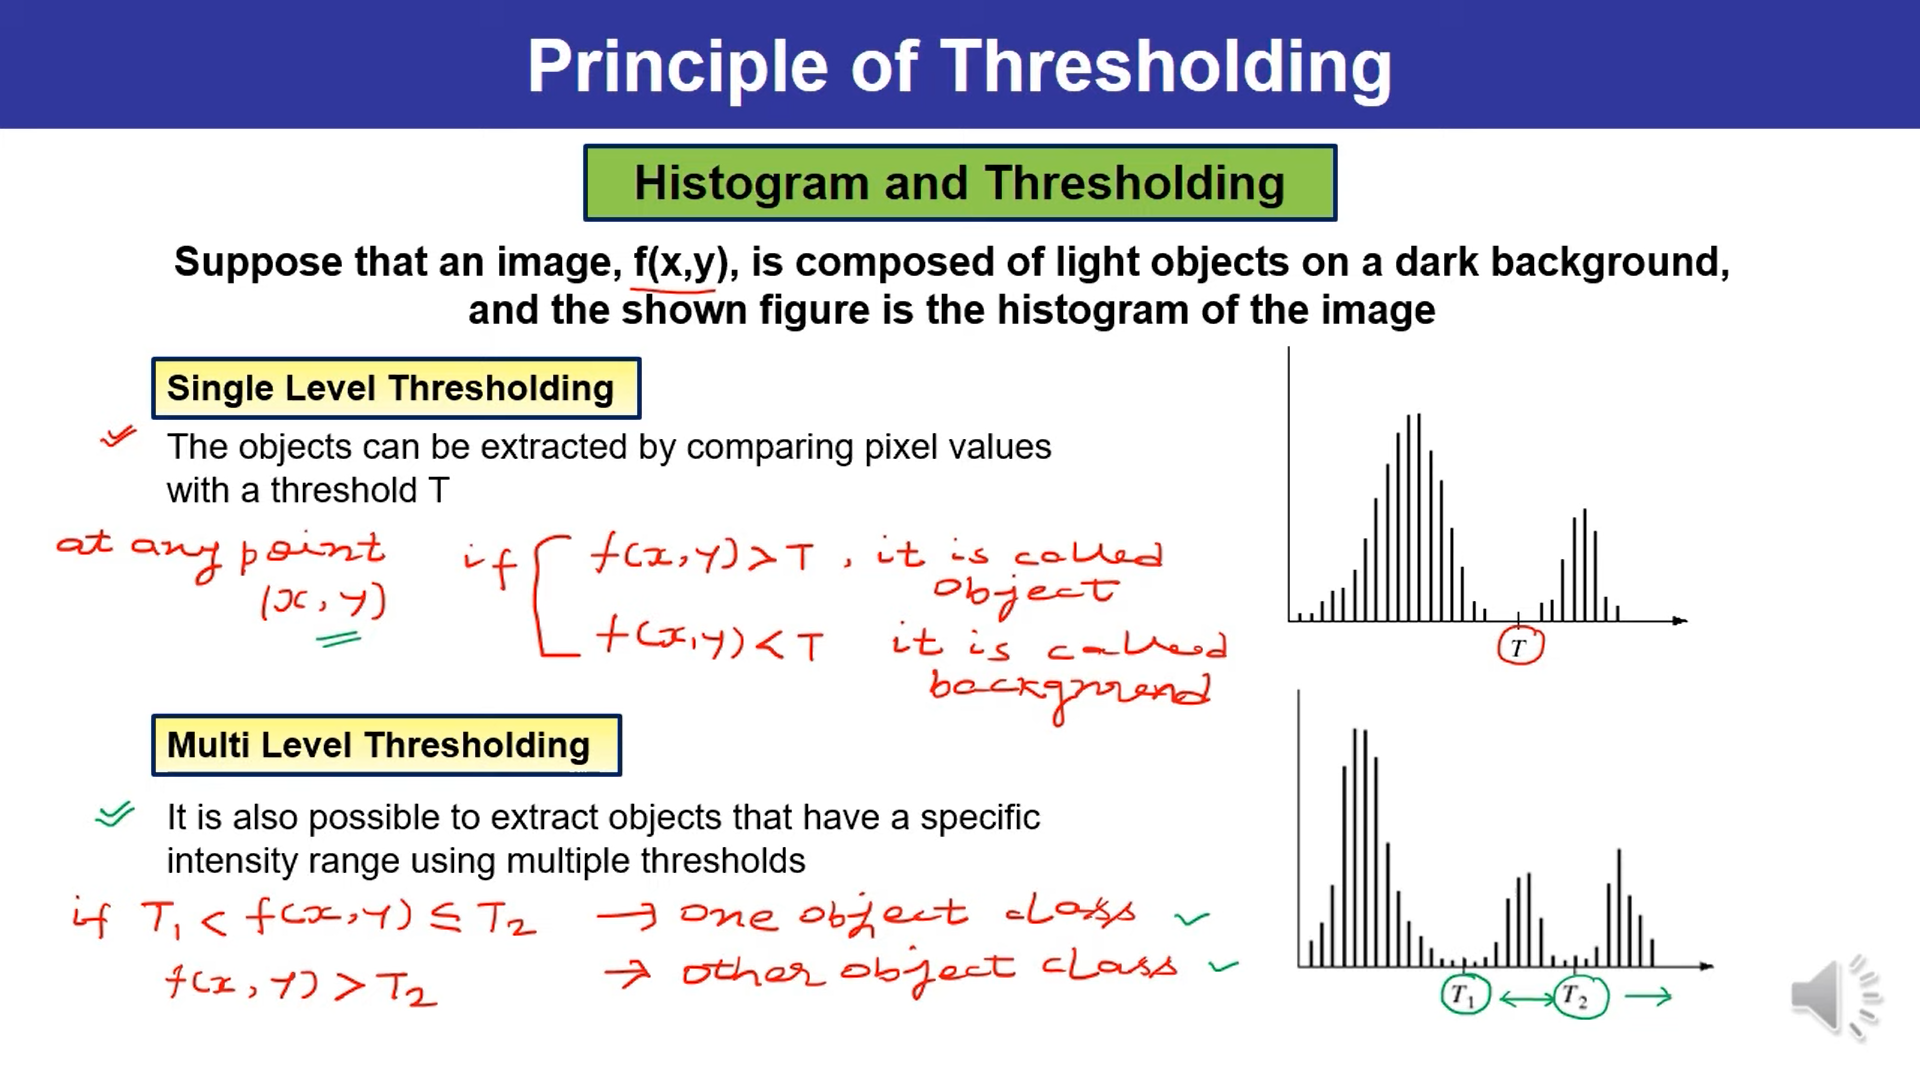 Principle of Thresholding
Histogram and Thresholding
Suppose that an image, f(x,y), is composed of light objects on a dark background,
and the shown figure is the histogram of the image
Single Level Thresholding
The objects can be extracted by comparing pixel values
with a threshold T
at any point
(x, y)
if
f(x,y) > T, it is called
object
f(x,y) < T it is called
background
T
Multi Level Thresholding
It is also possible to extract objects that have a specific
intensity range using multiple thresholds
if T₁ < f(x,y) ≤ T₂ → one object class
f(x,y) > T₂ → other object class
T₁ T₂